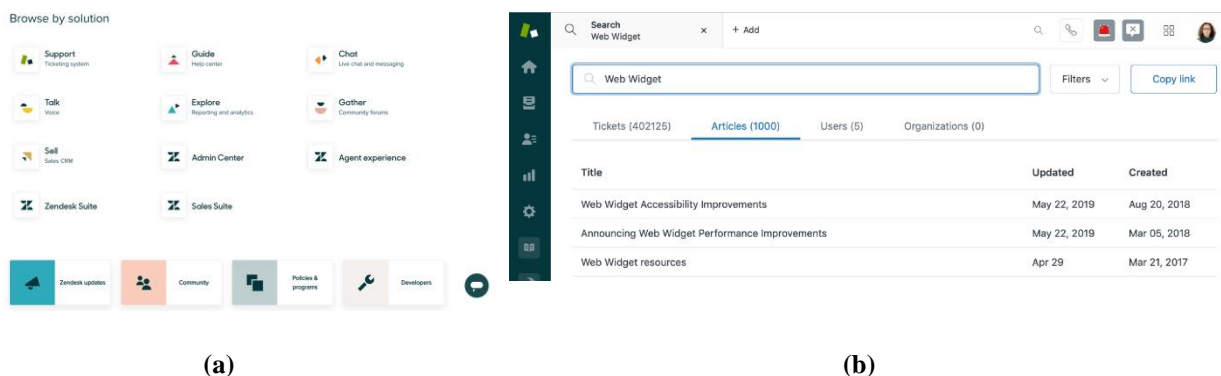 Browse by solution
Support
Ticketing system
Guide
Help center
Chat
Live chat and messaging
Talk
Voice
Explore
Reporting and analytics
Gather
Community forums
Sell
Sales CRM
Admin Center
Agent experience
Zendesk Suite
Sales Suite
Zendesk updates
Community
Policies &
programs
Developers
(a)
Search
Web Widget
x
+ Add
Web Widget
Filters
Copy link
Tickets (402125)
Articles (1000)
Users (5)
Organizations (0)
Title Updated Created
Web Widget Accessibility Improvements May 22, 2019 Aug 20, 2018
Announcing Web Widget Performance Improvements May 22, 2019 Mar 05, 2018
Web Widget resources Apr 29 Mar 21, 2017
(b)